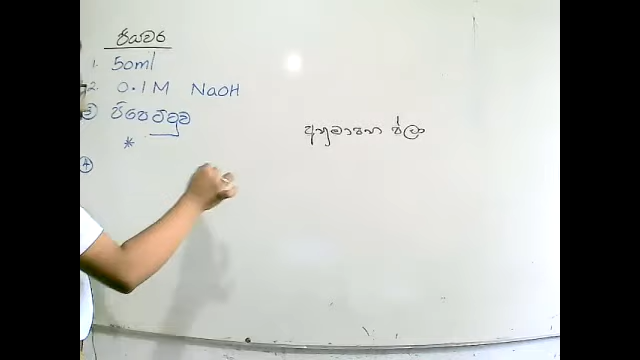 පියවර
1. 50ml
2. 0.1M NaOH
③ පිපෙට්ටුව
*
④
අනුමාපන ප්ලා